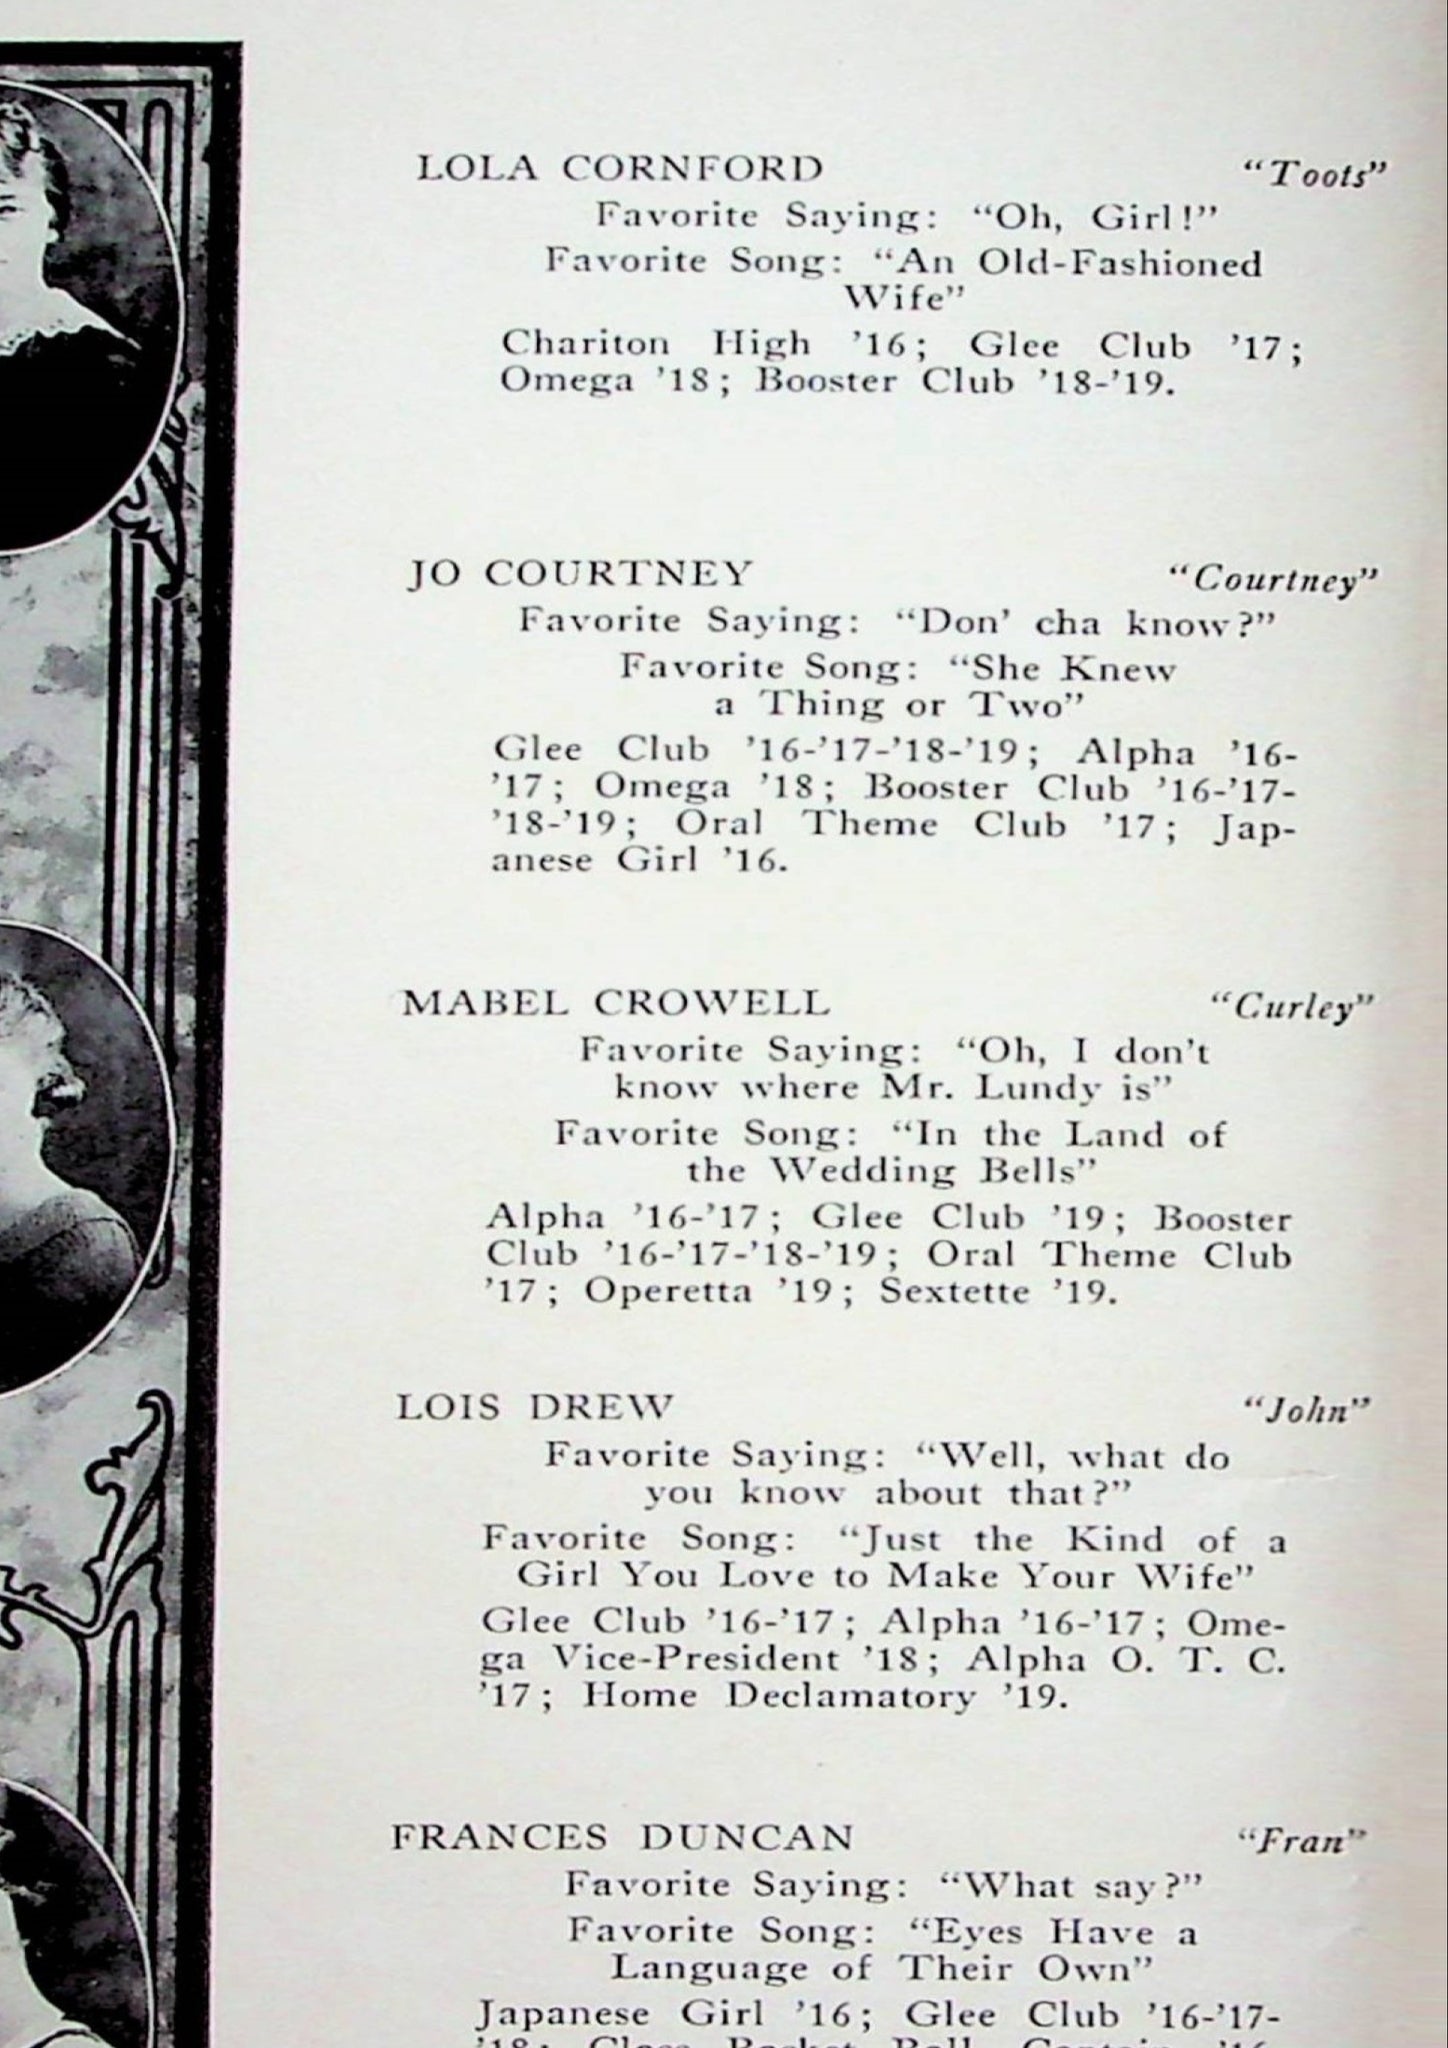 LOLA CORNFORD "Toots"
Favorite Saying: "Oh, Girl!"
Favorite Song: "An Old-Fashioned
Wife"
Chariton High '16; Glee Club '17;
Omega '18; Booster Club '18-'19.
JO COURTNEY "Courtney"
Favorite Saying: "Don' cha know?"
Favorite Song: "She Knew
a Thing or Two"
Glee Club '16-'17-'18-'19; Alpha '16-
'17; Omega '18; Booster Club '16-'17-
'18-'19; Oral Theme Club '17; Jap-
anese Girl '16.
MABEL CROWELL "Curley"
Favorite Saying: "Oh, I don't
know where Mr. Lundy is"
Favorite Song: "In the Land of
the Wedding Bells"
Alpha '16-'17; Glee Club '19; Booster
Club '16-'17-'18-'19; Oral Theme Club
'17; Operetta '19; Sextette '19.
LOIS DREW "John"
Favorite Saying: "Well, what do
you know about that?"
Favorite Song: "Just the Kind of a
Girl You Love to Make Your Wife"
Glee Club '16-'17; Alpha '16-'17; Ome-
ga Vice-President '18; Alpha O. T. C.
'17; Home Declamatory '19.
FRANCES DUNCAN "Fran"
Favorite Saying: "What say?"
Favorite Song: "Eyes Have a
Language of Their Own"
Japanese Girl '16; Glee Club '16-'17-
'18; Class Basket Ball, Captain, '16